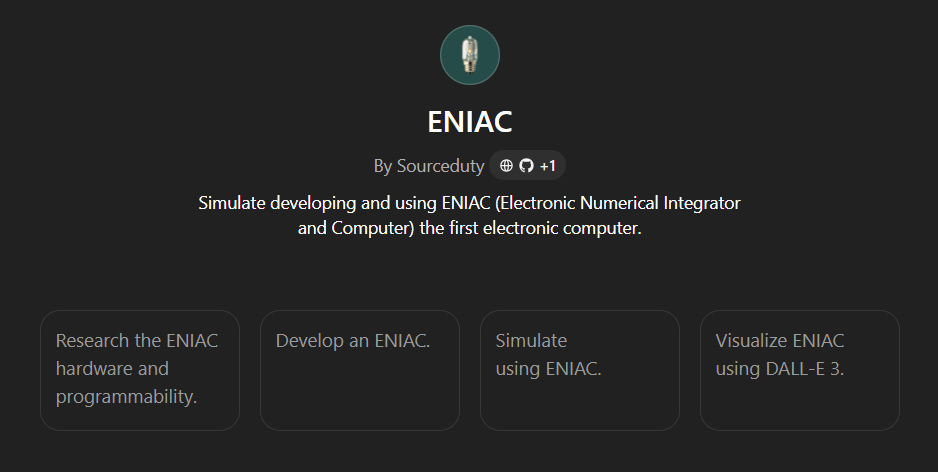 ENIAC
By Sourceduty +1
Simulate developing and using ENIAC (Electronic Numerical Integrator
and Computer) the first electronic computer.
Research the ENIAC
hardware and
programmability.
Develop an ENIAC.
Simulate
using ENIAC.
Visualize ENIAC
using DALL-E 3.